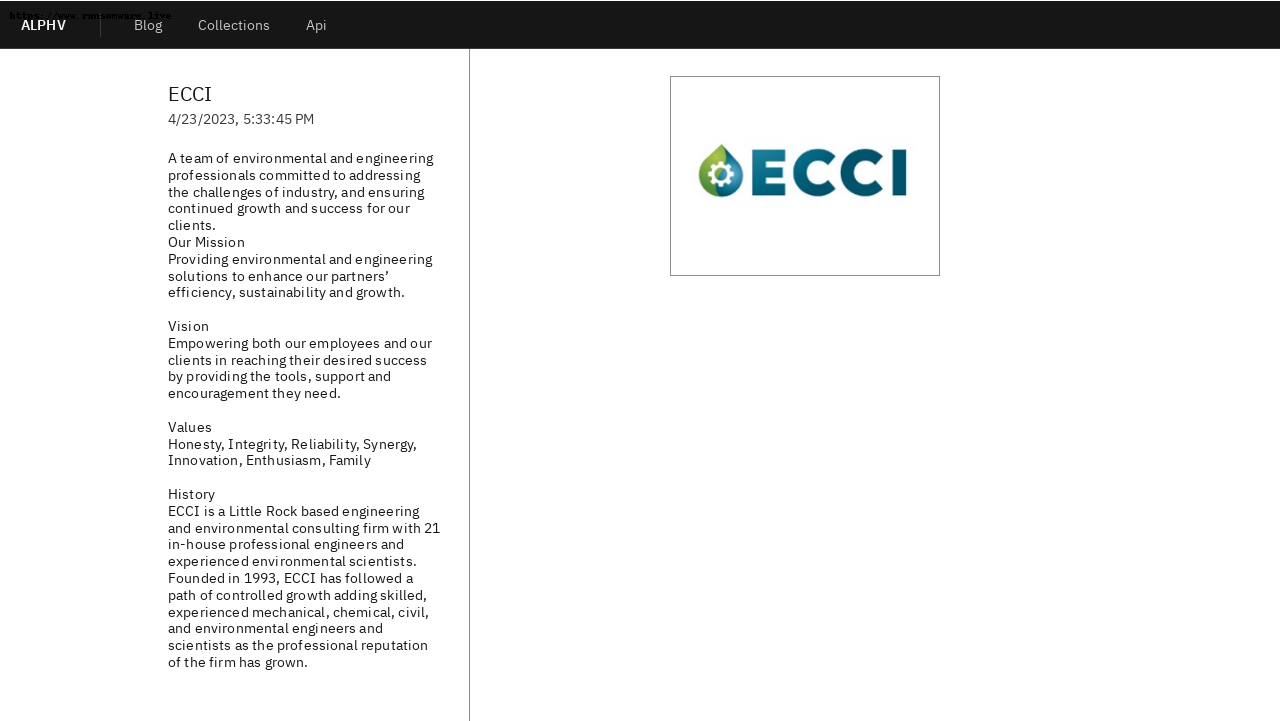 https://www.ransomware.live
ALPHV
Blog
Collections
Api
ECCI
4/23/2023, 5:33:45 PM
A team of environmental and engineering
professionals committed to addressing
the challenges of industry, and ensuring
continued growth and success for our
clients.
Our Mission
Providing environmental and engineering
solutions to enhance our partners’
efficiency, sustainability and growth.
Vision
Empowering both our employees and our
clients in reaching their desired success
by providing the tools, support and
encouragement they need.
Values
Honesty, Integrity, Reliability, Synergy,
Innovation, Enthusiasm, Family
History
ECCI is a Little Rock based engineering
and environmental consulting firm with 21
in-house professional engineers and
experienced environmental scientists.
Founded in 1993, ECCI has followed a
path of controlled growth adding skilled,
experienced mechanical, chemical, civil,
and environmental engineers and
scientists as the professional reputation
of the firm has grown.
ECCI